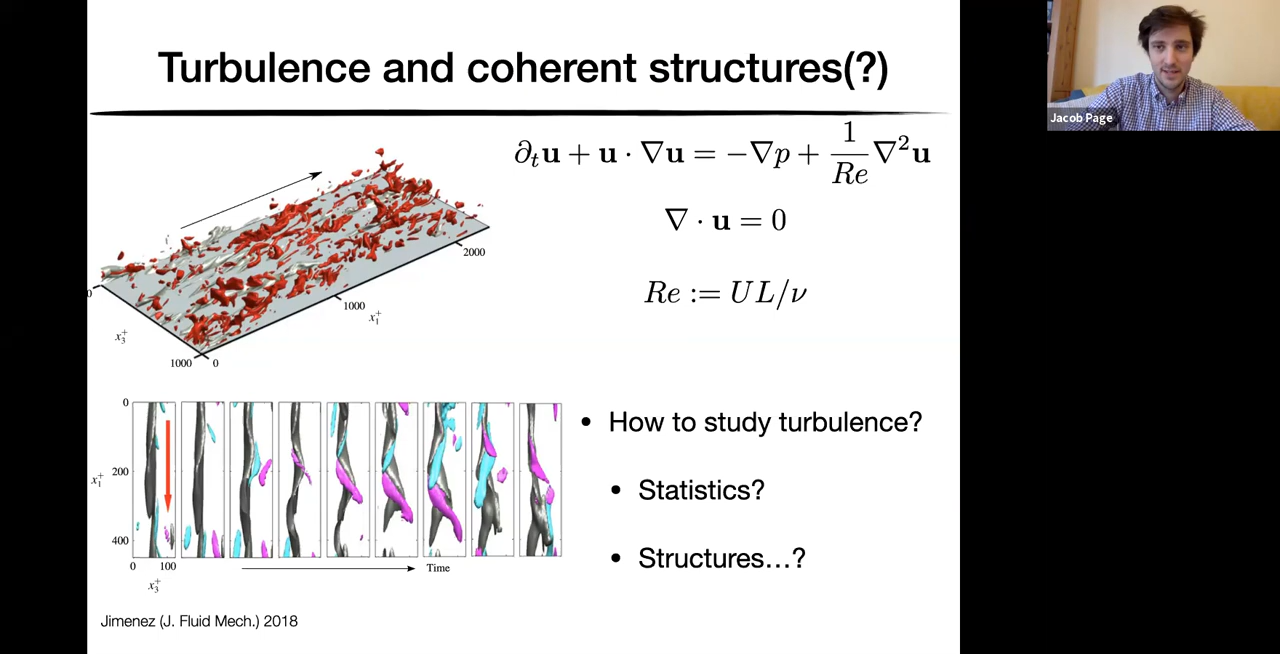 Turbulence and coherent structures(?)
Jacob Page
∂ₜu + u · ∇u = −∇p + 1/Re ∇²u
∇ · u = 0
Re := UL/ν
0
x₃⁺
1000
0
1000
x₁⁺
2000
0
200
x₁⁺
400
0
100
x₃⁺
Time
• How to study turbulence?
• Statistics?
• Structures…?
Jimenez (J. Fluid Mech.) 2018